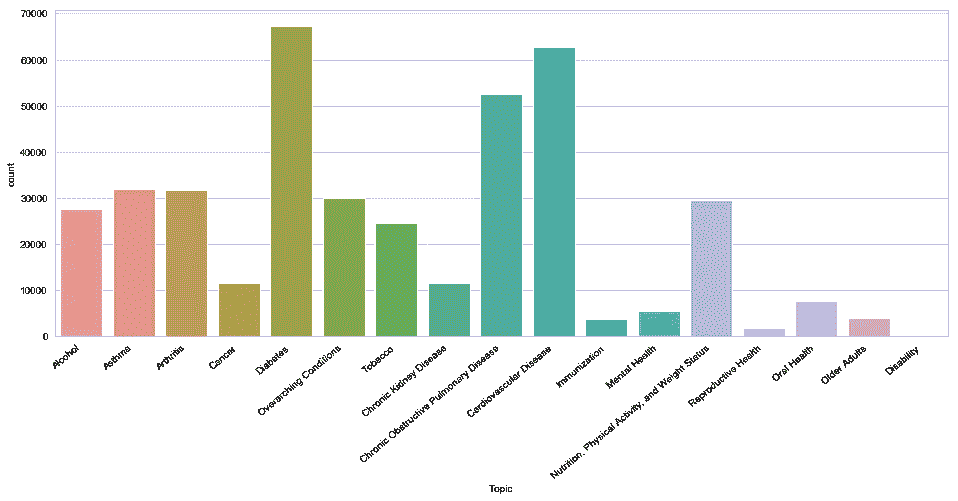 70000
60000
50000
40000
30000
20000
10000
0
count
Alcohol
Asthma
Arthritis
Cancer
Diabetes
Overarching Conditions
Tobacco
Chronic Kidney Disease
Chronic Obstructive Pulmonary Disease
Cardiovascular Disease
Immunization
Mental Health
Nutrition, Physical Activity, and Weight Status
Reproductive Health
Oral Health
Older Adults
Disability
Topic